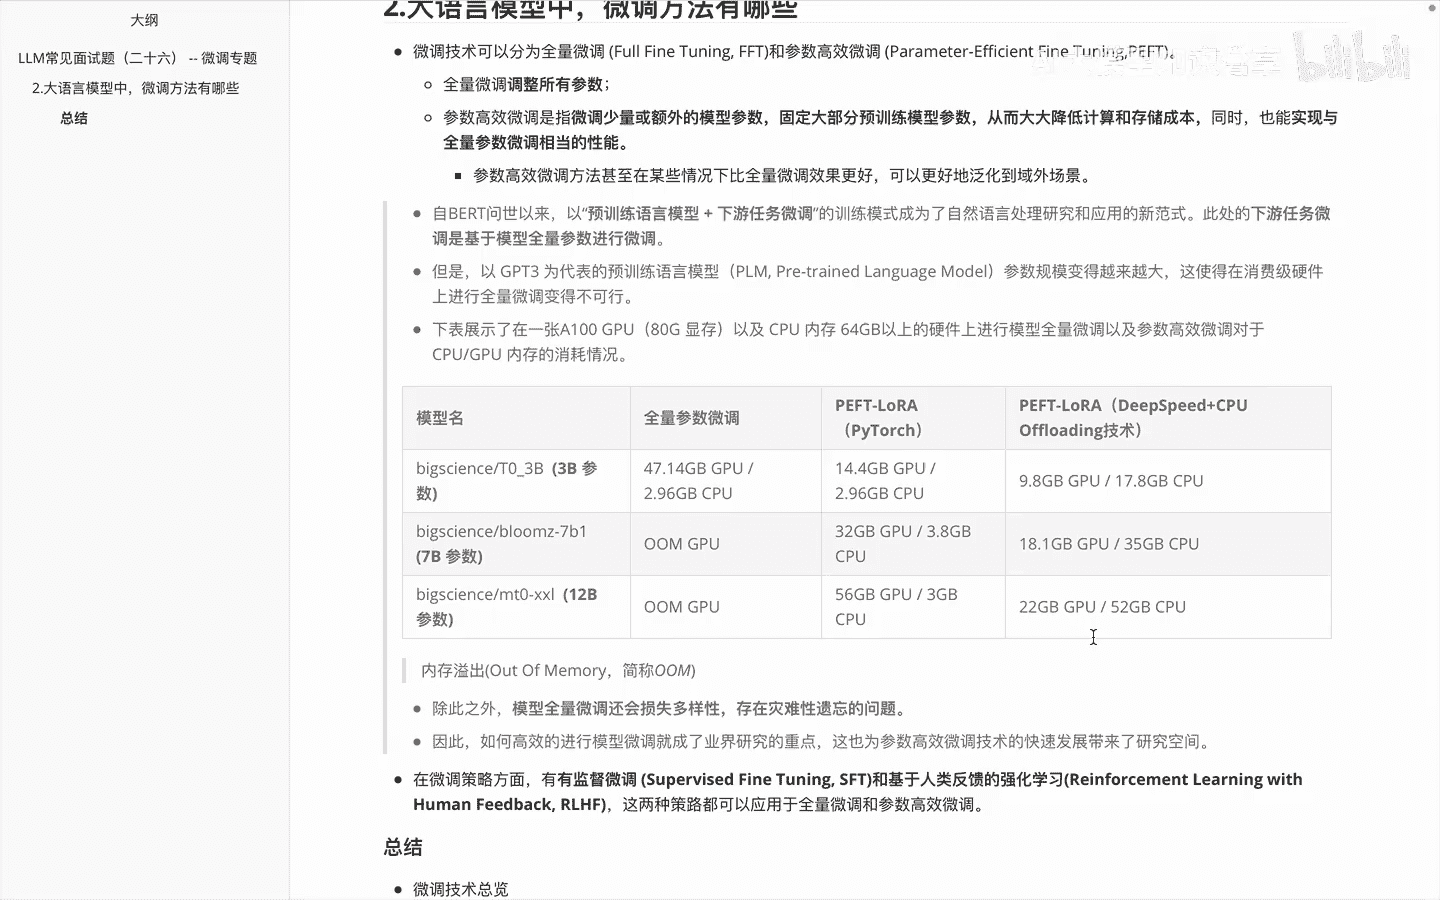 大纲
LLM常见面试题（二十六） -- 微调专题
2.大语言模型中，微调方法有哪些
总结
2.大语言模型中，微调方法有哪些
微调技术可以分为全量微调 (Full Fine Tuning, FFT)和参数高效微调 (Parameter-Efficient Fine Tuning,PEFT)。
全量微调调整所有参数；
参数高效微调是指微调少量或额外的模型参数，固定大部分预训练模型参数，从而大大降低计算和存储成本，同时，也能实现与
全量参数微调相当的性能。
参数高效微调方法甚至在某些情况下比全量微调效果更好，可以更好地泛化到域外场景。
自BERT问世以来，以“预训练语言模型 + 下游任务微调”的训练模式成为了自然语言处理研究和应用的新范式。此处的下游任务微
调是基于模型全量参数进行微调。
但是，以 GPT3 为代表的预训练语言模型（PLM, Pre-trained Language Model）参数规模变得越来越大，这使得在消费级硬件
上进行全量微调变得不可行。
下表展示了在一张A100 GPU（80G 显存）以及 CPU 内存 64GB以上的硬件上进行模型全量微调以及参数高效微调对于
CPU/GPU 内存的消耗情况。
模型名
全量参数微调
PEFT-LoRA
（PyTorch）
PEFT-LoRA（DeepSpeed+CPU
Offloading技术）
bigscience/T0_3B（3B 参
数）
47.14GB GPU /
2.96GB CPU
14.4GB GPU /
2.96GB CPU
9.8GB GPU / 17.8GB CPU
bigscience/bloomz-7b1
(7B 参数)
OOM GPU
32GB GPU / 3.8GB
CPU
18.1GB GPU / 35GB CPU
bigscience/mt0-xxl（12B
参数）
OOM GPU
56GB GPU / 3GB
CPU
22GB GPU / 52GB CPU
内存溢出(Out Of Memory，简称OOM)
除此之外，模型全量微调还会损失多样性，存在灾难性遗忘的问题。
因此，如何高效的进行模型微调就成了业界研究的重点，这也为参数高效微调技术的快速发展带来了研究空间。
在微调策略方面，有有监督微调 (Supervised Fine Tuning, SFT)和基于人类反馈的强化学习(Reinforcement Learning with
Human Feedback, RLHF)，这两种策路都可以应用于全量微调和参数高效微调。
总结
微调技术总览
bilibili